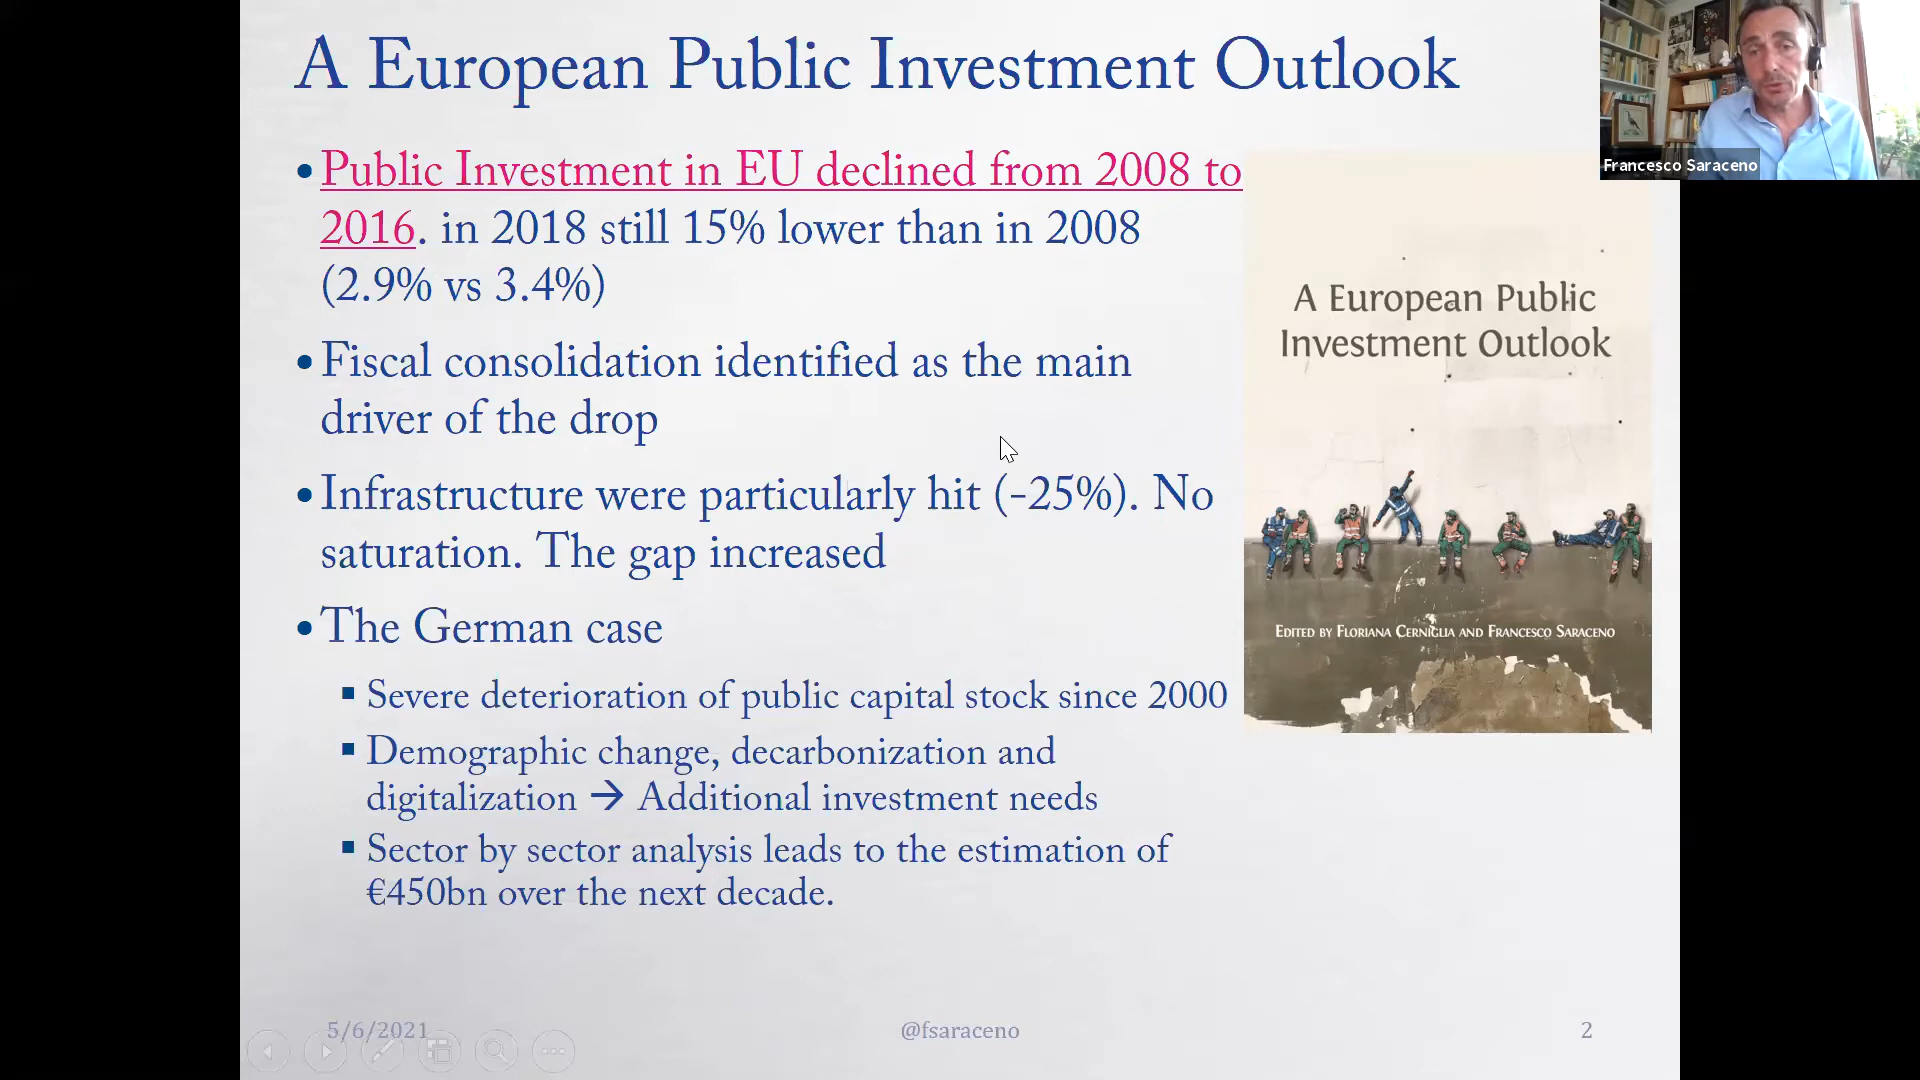 A European Public Investment Outlook
Francesco Saraceno
•Public Investment in EU declined from 2008 to
2016. in 2018 still 15% lower than in 2008
(2.9% vs 3.4%)
•Fiscal consolidation identified as the main
driver of the drop
•Infrastructure were particularly hit (-25%). No
saturation. The gap increased
•The German case
▪Severe deterioration of public capital stock since 2000
▪Demographic change, decarbonization and
digitalization → Additional investment needs
▪Sector by sector analysis leads to the estimation of
€450bn over the next decade.
A European Public
Investment Outlook
EDITED BY FLORIANA CERNIGLIA AND FRANCESCO SARACENO
5/6/2021
@fsaraceno
2